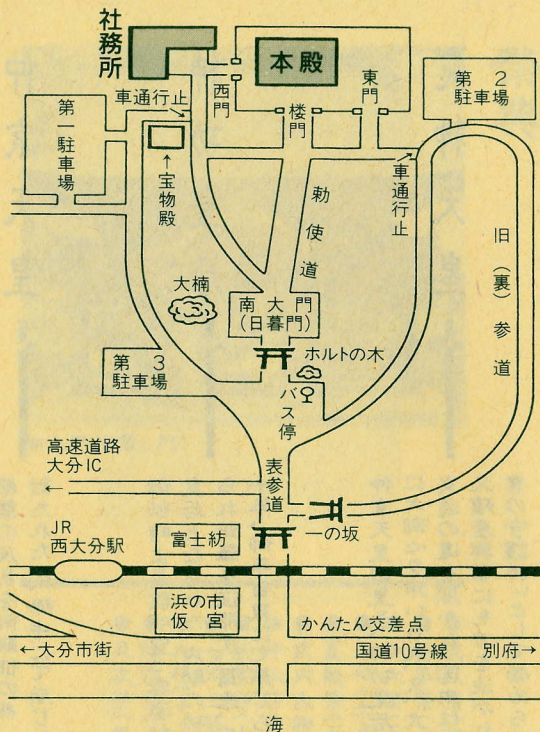 社務所
本殿
西門
楼門
東門
第2
駐車場
第一駐車場
車通行止
↑宝物殿
車通行止
勅使道
旧(裏)参道
大楠
南大門
(日暮門)
ホルトの木
バス停
第3
駐車場
高速道路
大分IC
←
表参道
一の坂
JR
西大分駅
富士紡
浜の市
仮宮
かんたん交差点
←大分市街
国道10号線 別府→
海